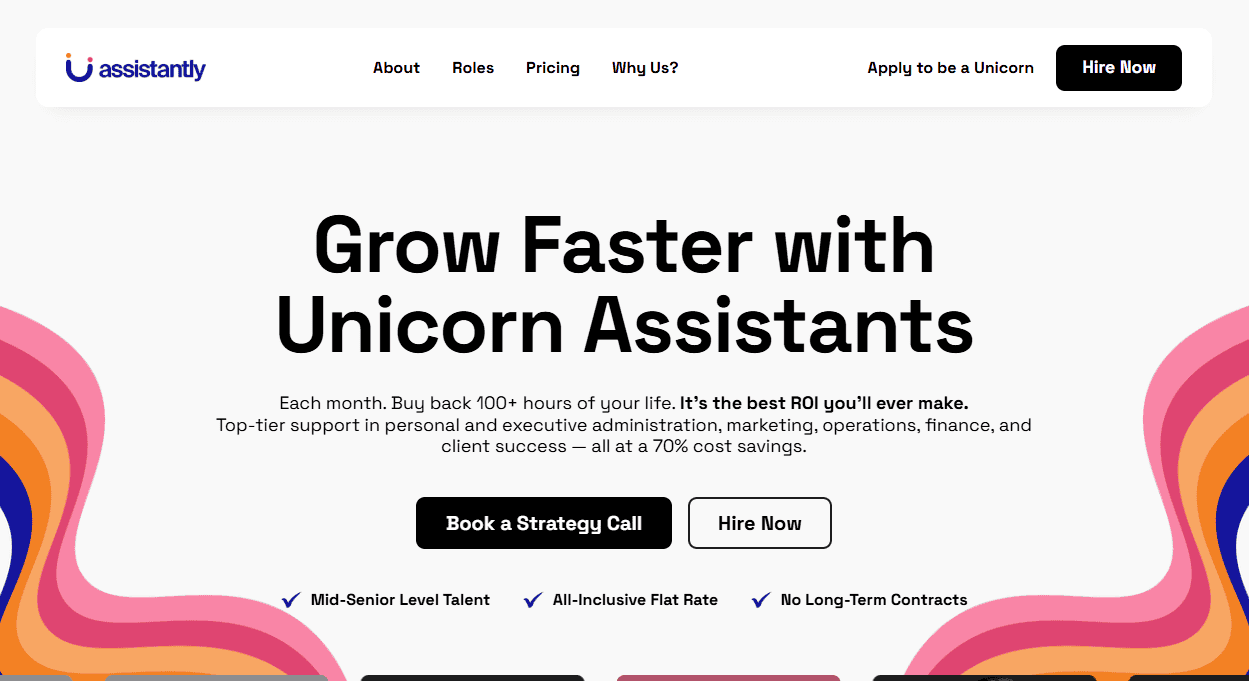 assistantly
About
Roles
Pricing
Why Us?
Apply to be a Unicorn
Hire Now
Grow Faster with
Unicorn Assistants
Each month. Buy back 100+ hours of your life. It's the best ROI you'll ever make.
Top-tier support in personal and executive administration, marketing, operations, finance, and
client success — all at a 70% cost savings.
Book a Strategy Call
Hire Now
Mid-Senior Level Talent
All-Inclusive Flat Rate
No Long-Term Contracts